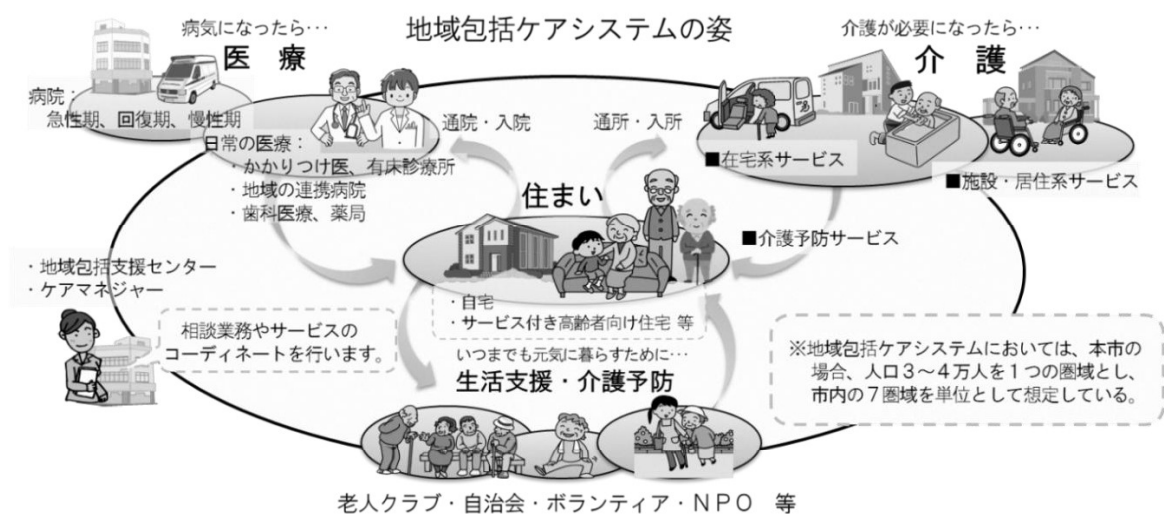 地域包括ケアシステムの姿
病気になったら…
医療
病院：
急性期、回復期、慢性期
日常の医療：
・かかりつけ医、有床診療所
・地域の連携病院
・歯科医療、薬局
通院・入院
通所・入所
介護が必要になったら…
介護
■在宅系サービス
■施設・居住系サービス
■介護予防サービス
住まい
・自宅
・サービス付き高齢者向け住宅 等
・地域包括支援センター
・ケアマネジャー
相談業務やサービスの
コーディネートを行います。
いつまでも元気に暮らすために…
生活支援・介護予防
※地域包括ケアシステムにおいては、本市の
場合、人口３～４万人を１つの圏域とし、
市内の７圏域を単位として想定している。
老人クラブ・自治会・ボランティア・ＮＰＯ 等